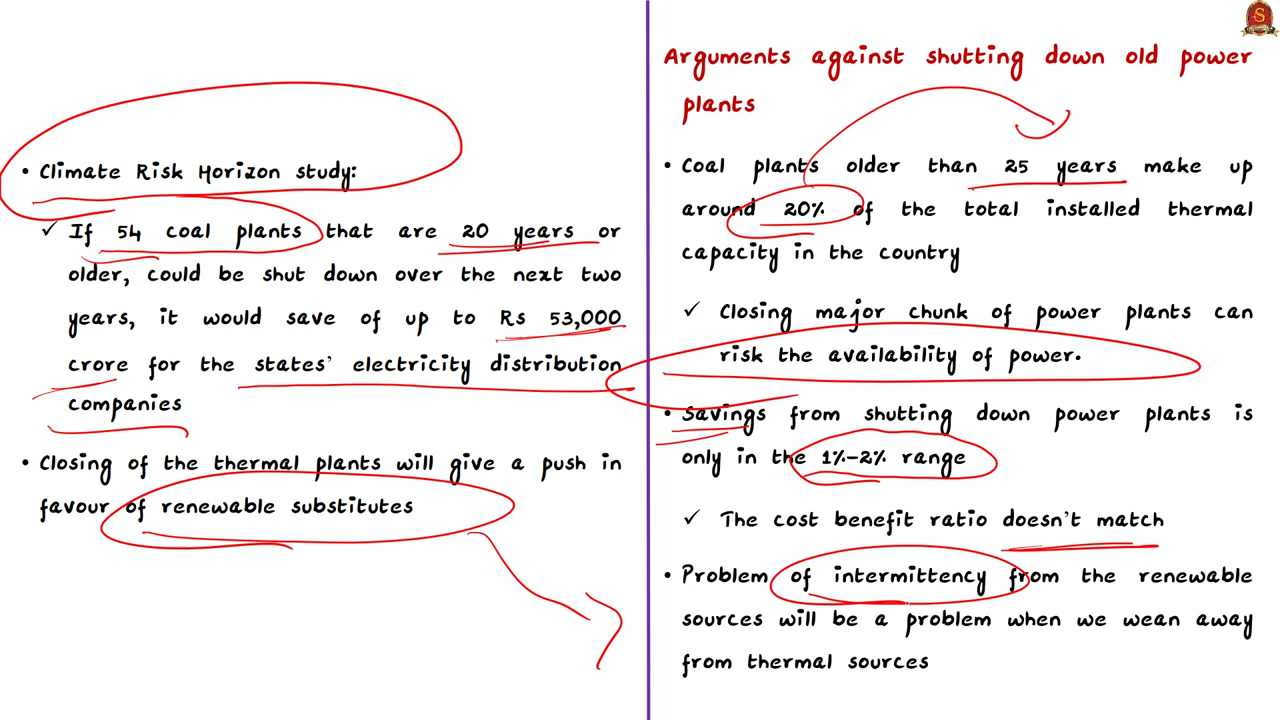 • Climate Risk Horizon study:
✓ If 54 coal plants that are 20 years or
older, could be shut down over the next two
years, it would save of up to Rs 53,000
crore for the states' electricity distribution
companies
• Closing of the thermal plants will give a push in
favour of renewable substitutes
Arguments against shutting down old power
plants
• Coal plants older than 25 years make up
around 20% of the total installed thermal
capacity in the country
✓ Closing major chunk of power plants can
risk the availability of power.
• Savings from shutting down power plants is
only in the 1%-2% range
✓ The cost benefit ratio doesn't match
• Problem of intermittency from the renewable
sources will be a problem when we wean away
from thermal sources